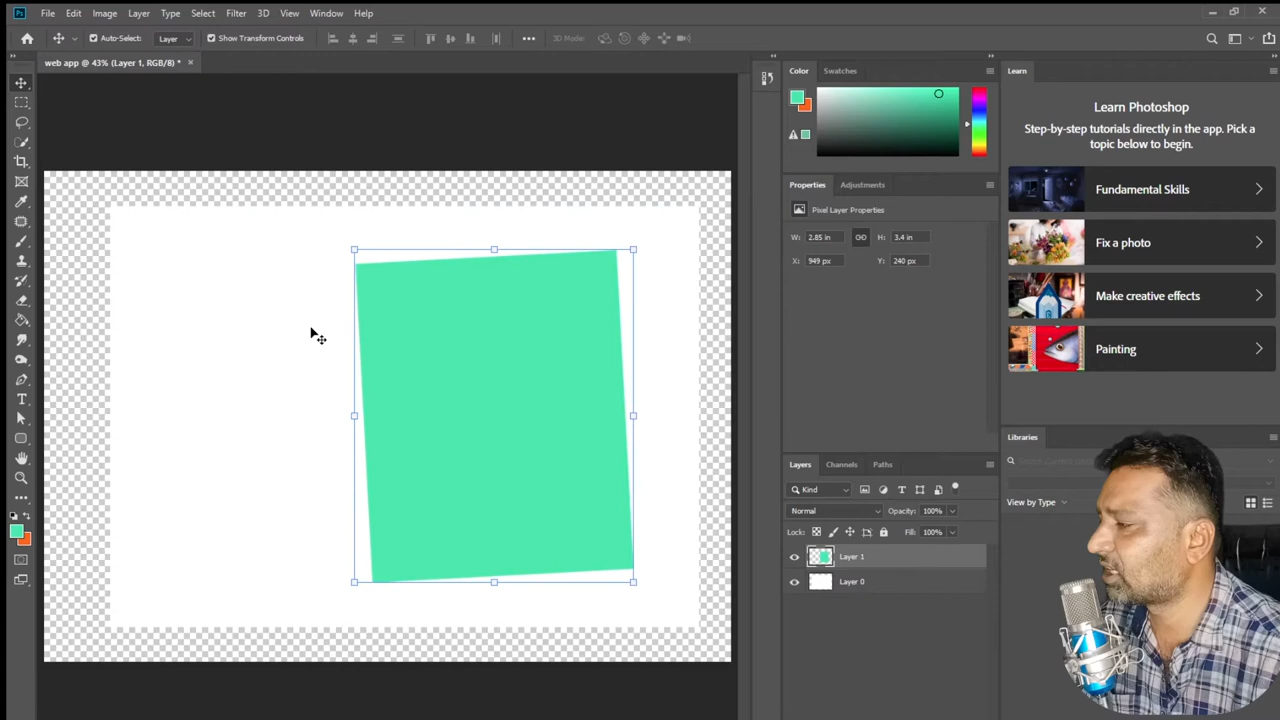 Ps File Edit Image Layer Type Select Filter 3D View Window Help
Auto-Select: Layer Show Transform Controls 3D Mode:
web app @ 43% (Layer 1, RGB/8) *
Color Swatches
Properties Adjustments
Pixel Layer Properties
W: 2.85 in H: 3.4 in
X: 949 px Y: 240 px
Layers Channels Paths
Kind
Normal Opacity: 100%
Lock: Fill: 100%
Layer 1
Layer 0
Learn
Learn Photoshop
Step-by-step tutorials directly in the app. Pick a
topic below to begin.
Fundamental Skills
Fix a photo
Make creative effects
Painting
Libraries
View by Type